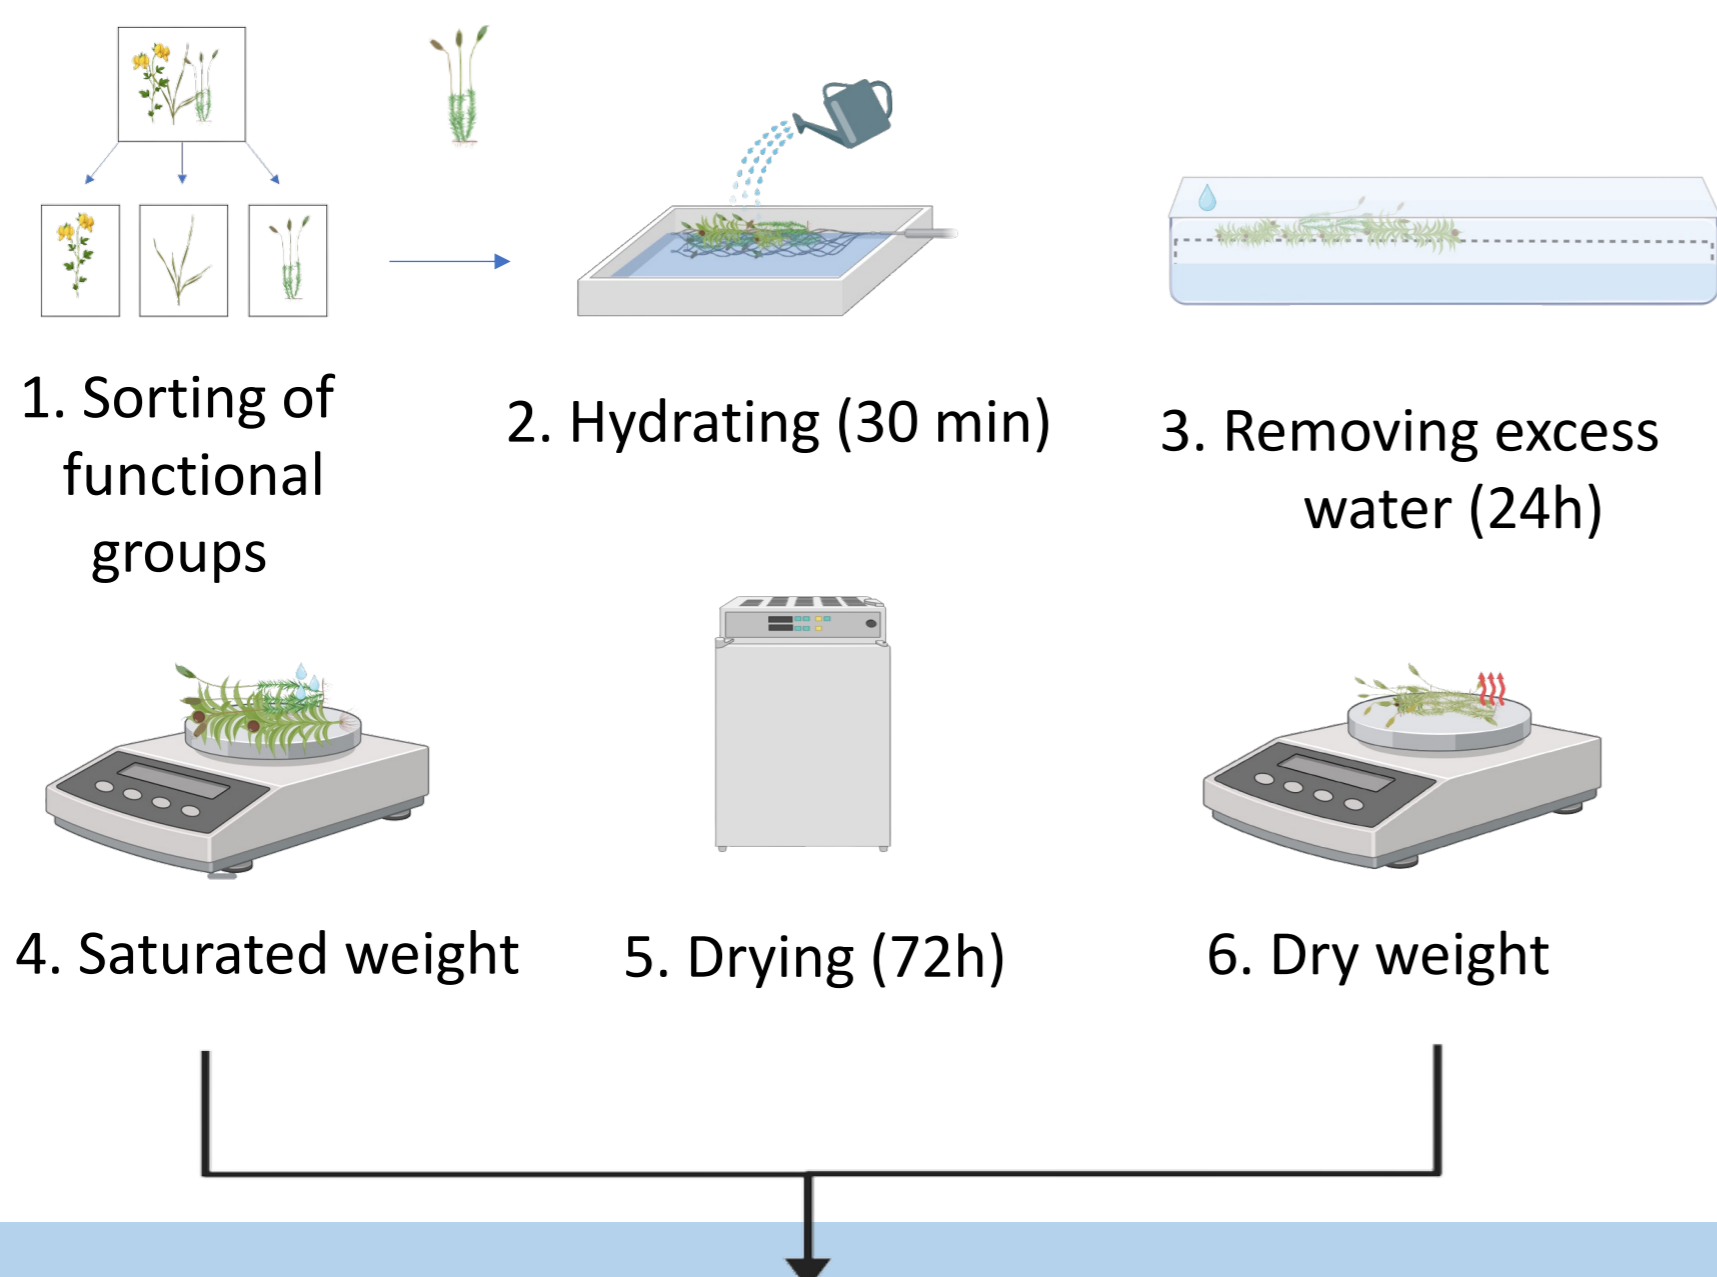 1. Sorting of
functional
groups
2. Hydrating (30 min)
3. Removing excess
water (24h)
4. Saturated weight
5. Drying (72h)
6. Dry weight